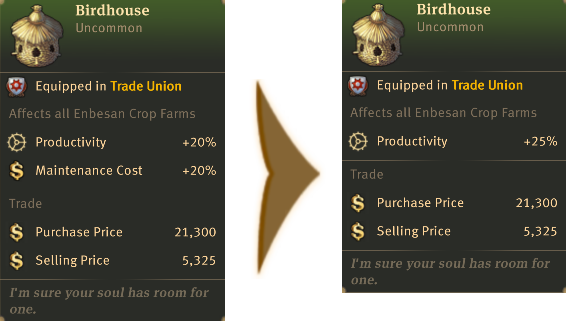 Birdhouse
Uncommon
Equipped in Trade Union
Affects all Enbesan Crop Farms
Productivity +20%
Maintenance Cost +20%
Trade
Purchase Price 21,300
Selling Price 5,325
I'm sure your soul has room for
one.
Birdhouse
Uncommon
Equipped in Trade Union
Affects all Enbesan Crop Farms
Productivity +25%
Trade
Purchase Price 21,300
Selling Price 5,325
I'm sure your soul has room for
one.